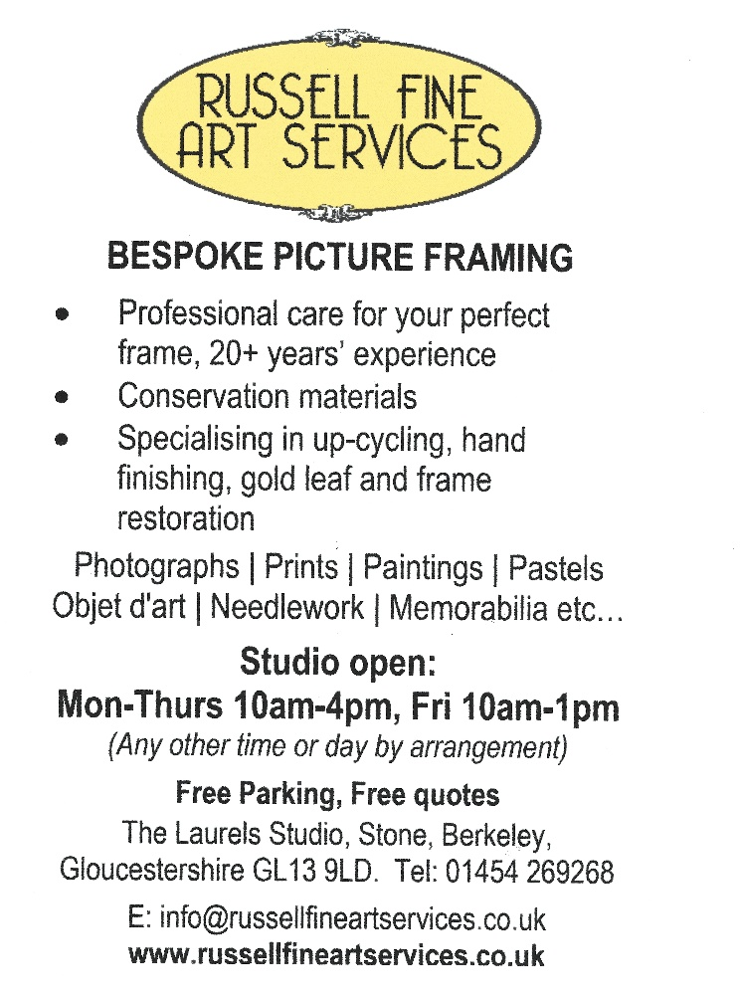 RUSSELL FINE
ART SERVICES
BESPOKE PICTURE FRAMING
• Professional care for your perfect
frame, 20+ years’ experience
• Conservation materials
• Specialising in up-cycling, hand
finishing, gold leaf and frame
restoration
Photographs | Prints | Paintings | Pastels
Objet d'art | Needlework | Memorabilia etc…
Studio open:
Mon-Thurs 10am-4pm, Fri 10am-1pm
(Any other time or day by arrangement)
Free Parking, Free quotes
The Laurels Studio, Stone, Berkeley,
Gloucestershire GL13 9LD. Tel: 01454 269268
E: info@russellfineartservices.co.uk
www.russellfineartservices.co.uk